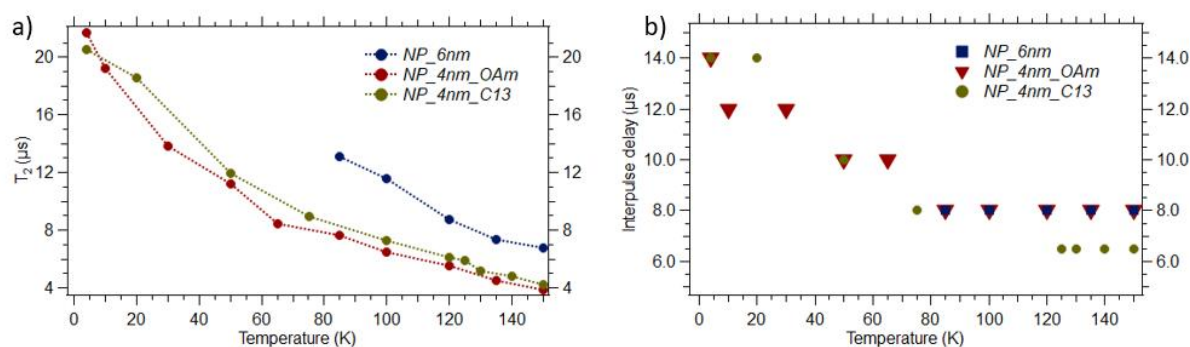 a)
20
16
12
8
4
T2 (µs)
NP_6nm
NP_4nm_OAm
NP_4nm_C13
20
16
12
8
4
0 20 40 60 80 100 120 140
Temperature (K)
b)
14.0
12.0
10.0
8.0
6.0
Interpulse delay (µs)
NP_6nm
NP_4nm_OAm
NP_4nm_C13
14.0
12.0
10.0
8.0
6.0
0 20 40 60 80 100 120 140
Temperature (K)